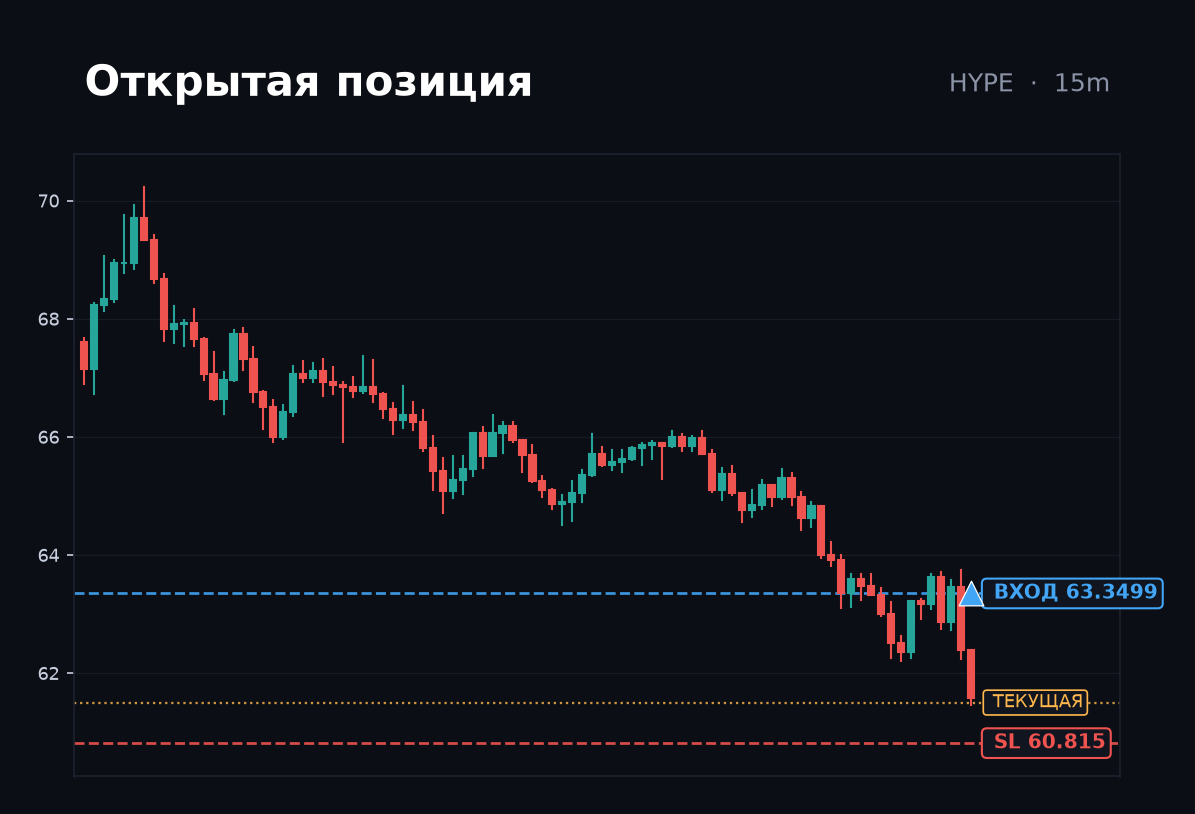 Открытая позиция
HYPE · 15m
70
68
66
64
62
ВХОД 63.3499
ТЕКУЩАЯ
SL 60.815